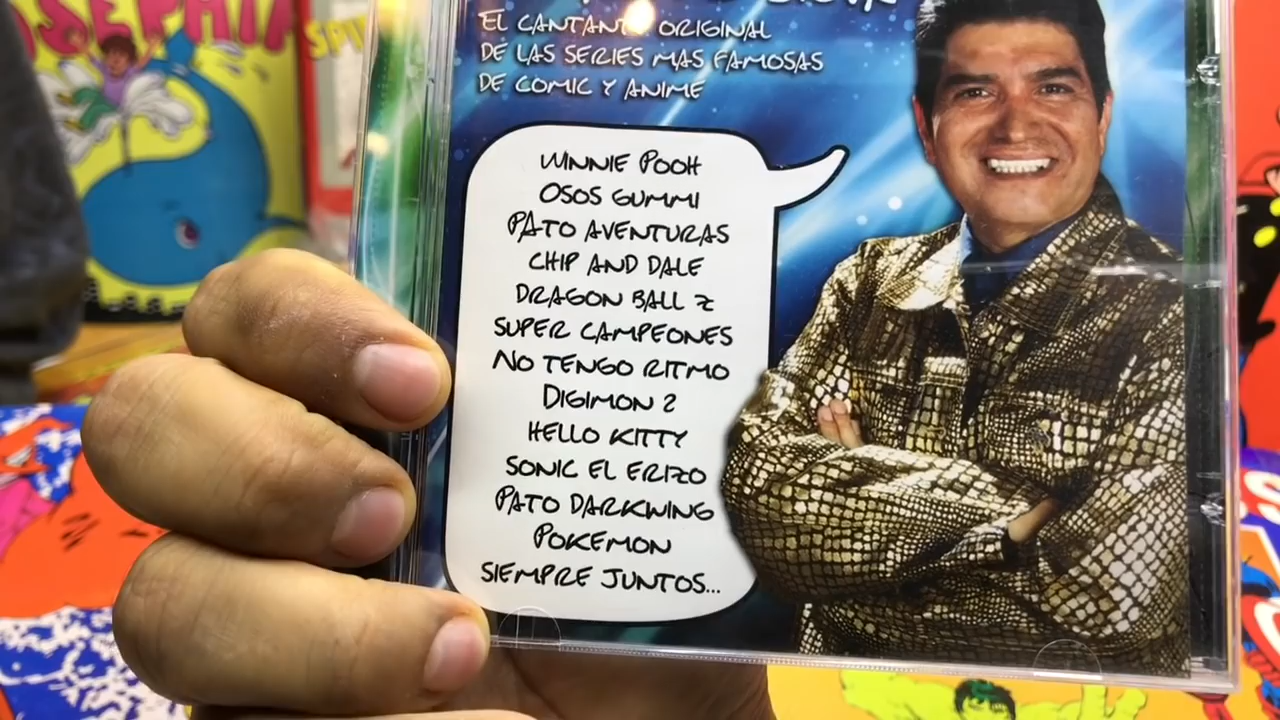 EL CANTANTE ORIGINAL
DE LAS SERIES MAS FAMOSAS
DE COMIC Y ANIME
WINNIE POOH
OSOS GUMMI
PATO AVENTURAS
CHIP AND DALE
DRAGON BALL Z
SUPER CAMPEONES
NO TENGO RITMO
DIGIMON 2
HELLO KITTY
SONIC EL ERIZO
PATO DARKWING
POKEMON
SIEMPRE JUNTOS...